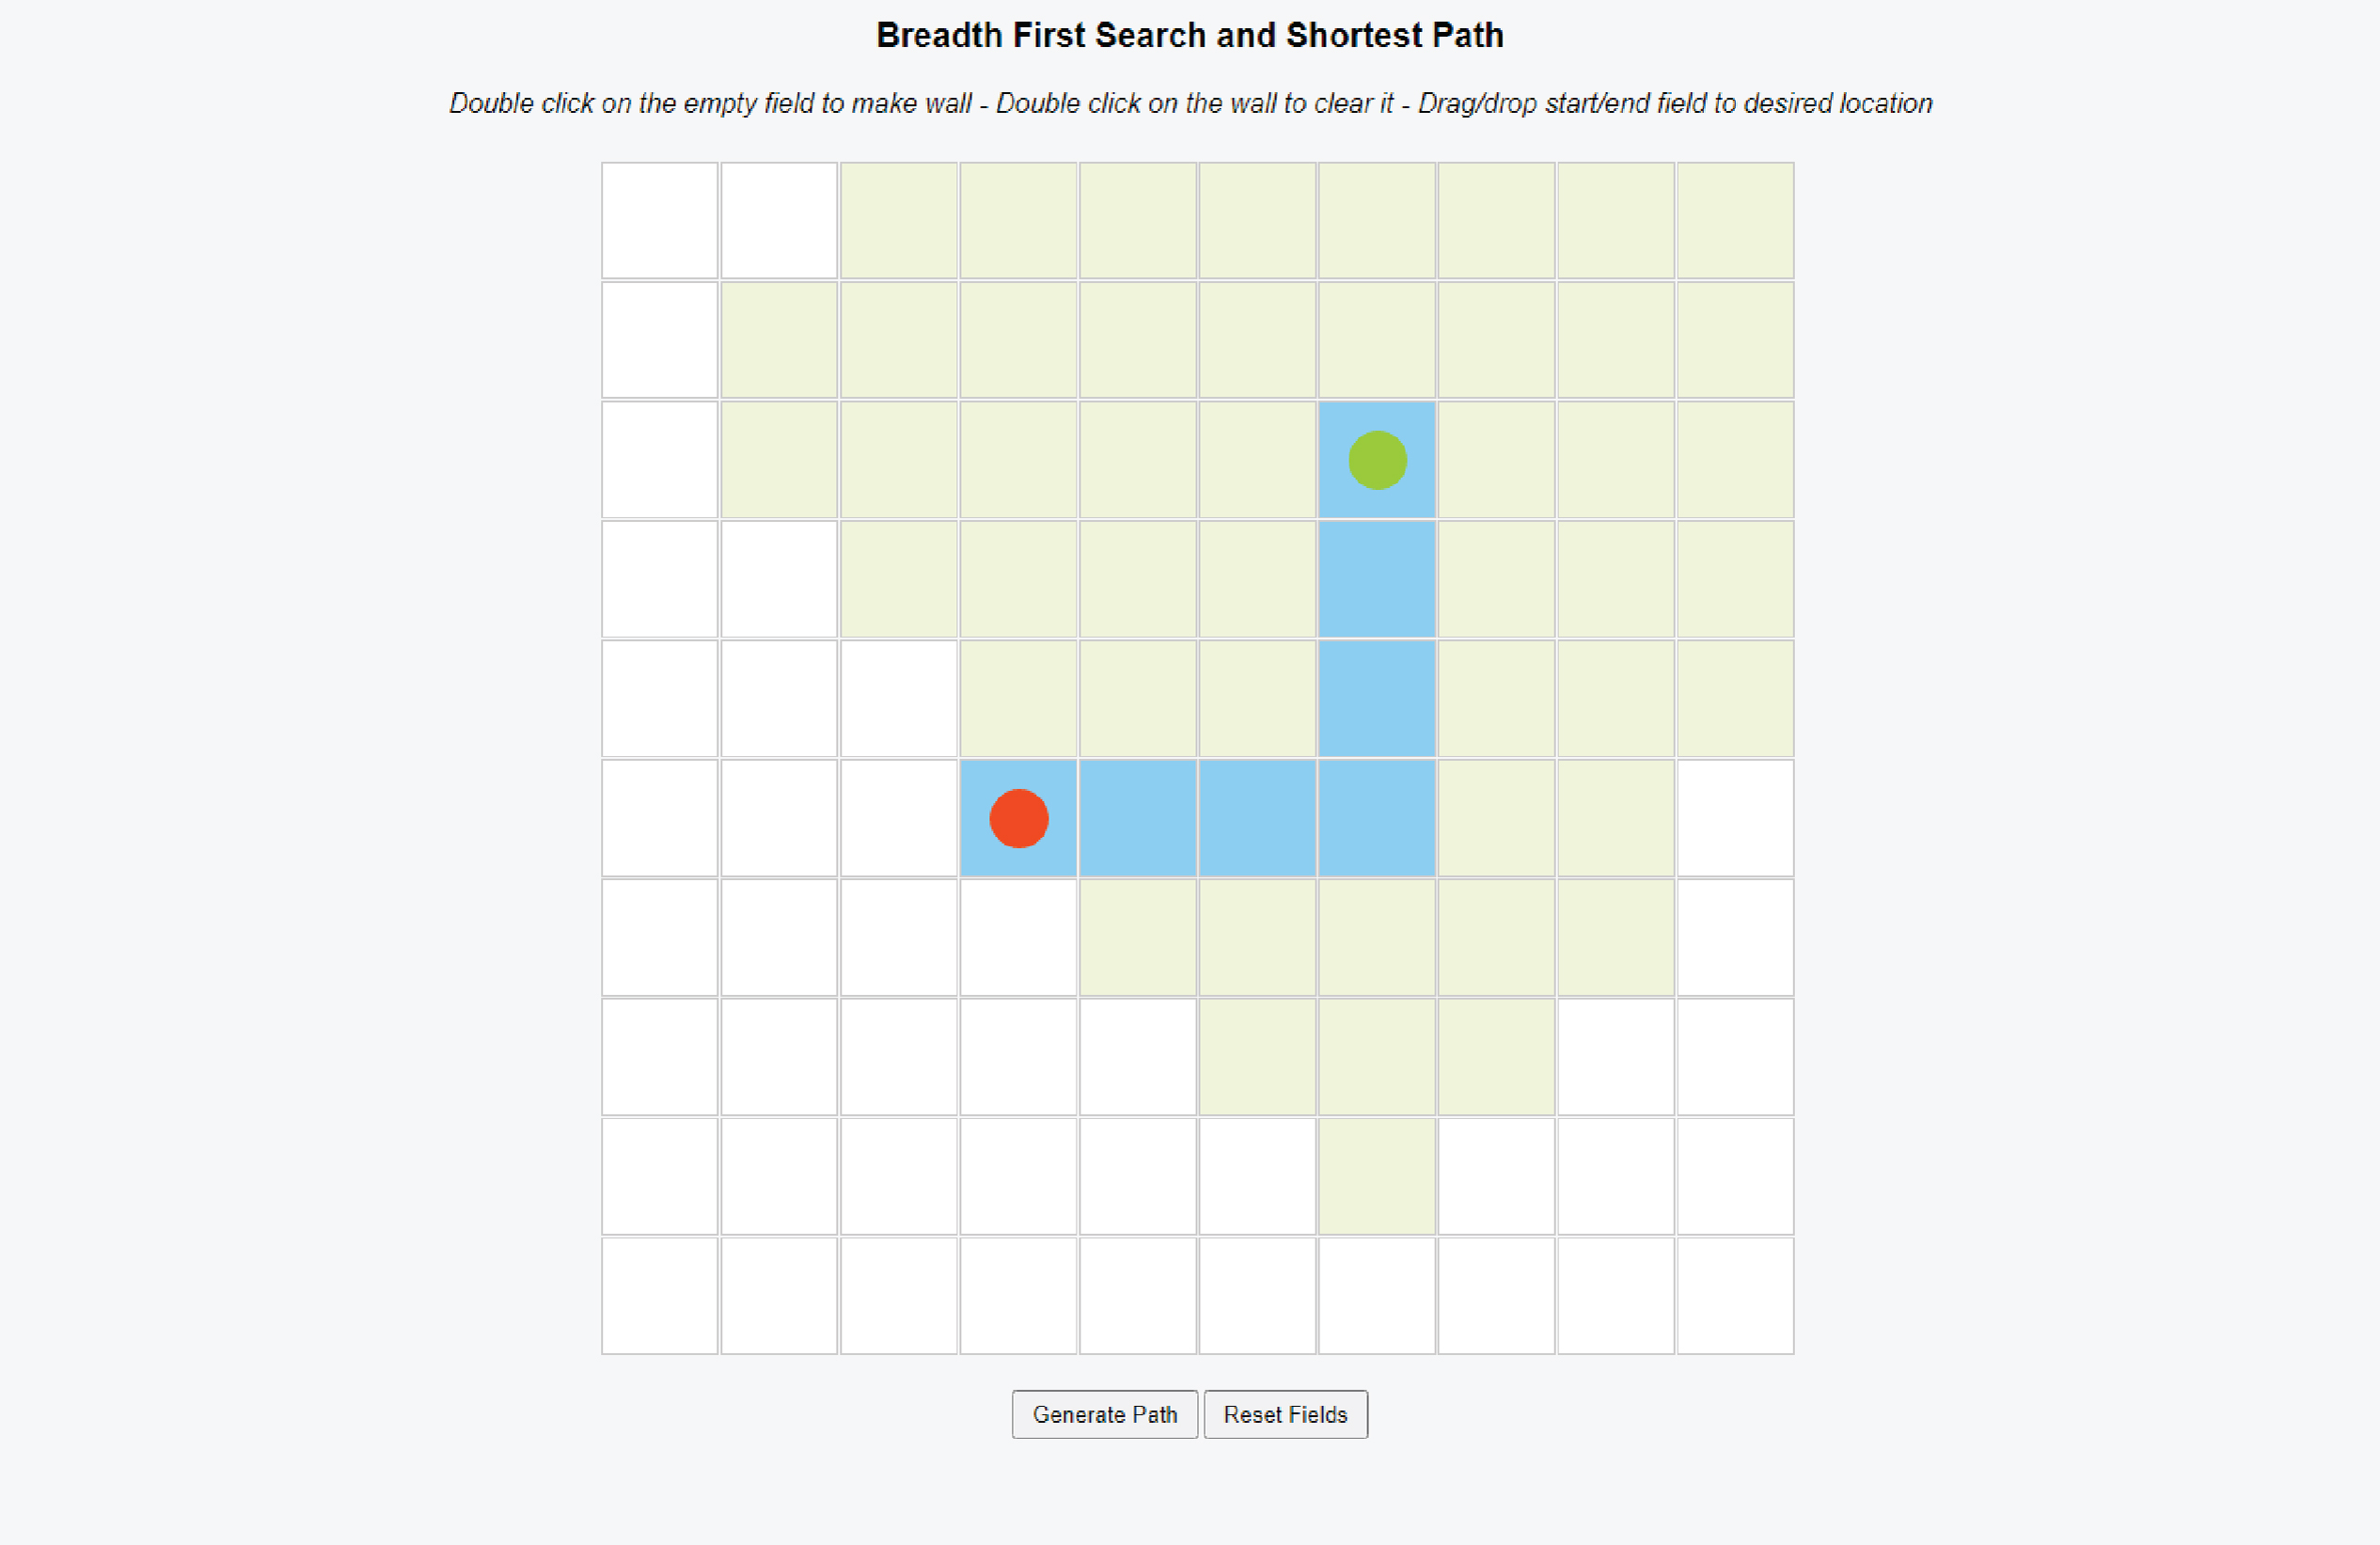 Breadth First Search and Shortest Path
Double click on the empty field to make wall - Double click on the wall to clear it - Drag/drop start/end field to desired location
Generate Path Reset Fields